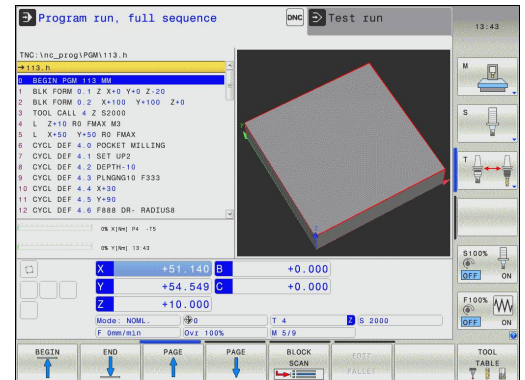 Program run, full sequence
DNC
Test run
13:43
TNC:\nc_prog\PGM\113.h
→113.h
0 BEGIN PGM 113 MM
1 BLK FORM 0.1 Z X+0 Y+0 Z-20
2 BLK FORM 0.2 X+100 Y+100 Z+0
3 TOOL CALL 4 Z S2000
4 L Z+10 R0 FMAX M3
5 L X+50 Y+50 R0 FMAX
6 CYCL DEF 4.0 POCKET MILLING
7 CYCL DEF 4.1 SET UP2
8 CYCL DEF 4.2 DEPTH-10
9 CYCL DEF 4.3 PLNGNG10 F333
10 CYCL DEF 4.4 X+30
11 CYCL DEF 4.5 Y+90
12 CYCL DEF 4.6 F888 DR- RADIUS8
0% X[Nm] P4 -T5
0% Y[Nm] 13:43
X +51.140 B +0.000
Y +54.549 C +0.000
Z +10.000
Mode: NOML. 0 T 4 Z S 2000
F 0mm/min Ovr 100% M 5/9
M
S
T
S100%
OFF ON
F100%
OFF ON
BEGIN
END
PAGE
PAGE
BLOCK SCAN
EDIT PALLET
TOOL TABLE